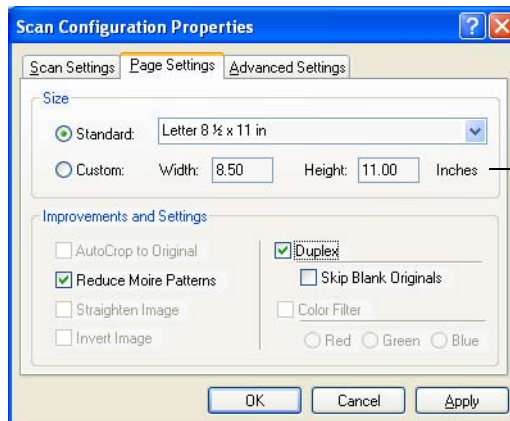 Scan Configuration Properties
Scan Settings Page Settings Advanced Settings
Size
Standard: Letter 8 ½ x 11 in
Custom: Width: 8.50 Height: 11.00 Inches
Improvements and Settings
AutoCrop to Original Duplex
Reduce Moire Patterns Skip Blank Originals
Straighten Image Color Filter
Invert Image Red Green Blue
OK Cancel Apply